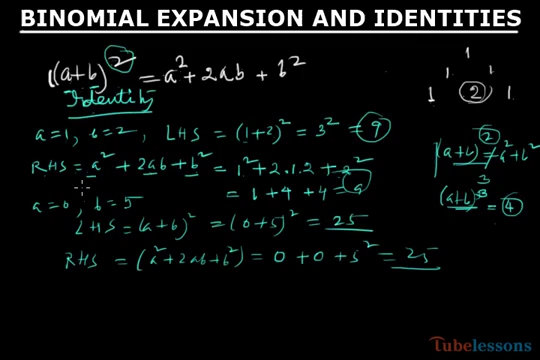 BINOMIAL EXPANSION AND IDENTITIES
1(a+b)² = a² + 2ab + b²
Identity
a=1, b=2, LHS = (1+2)² = 3² = 9
RHS = a² + 2ab + b² = 1² + 2.1.2 + 2²
= 1 + 4 + 4 = 9
a=0, b=5
LHS = (a+b)² = (0+5)² = 25
RHS = (a²+2ab+b²) = 0 + 0 + 5² = 25
1
1 1
1 2 1
(a+b)² = a²+b²
(a+b)³ = 4
Tubelessons